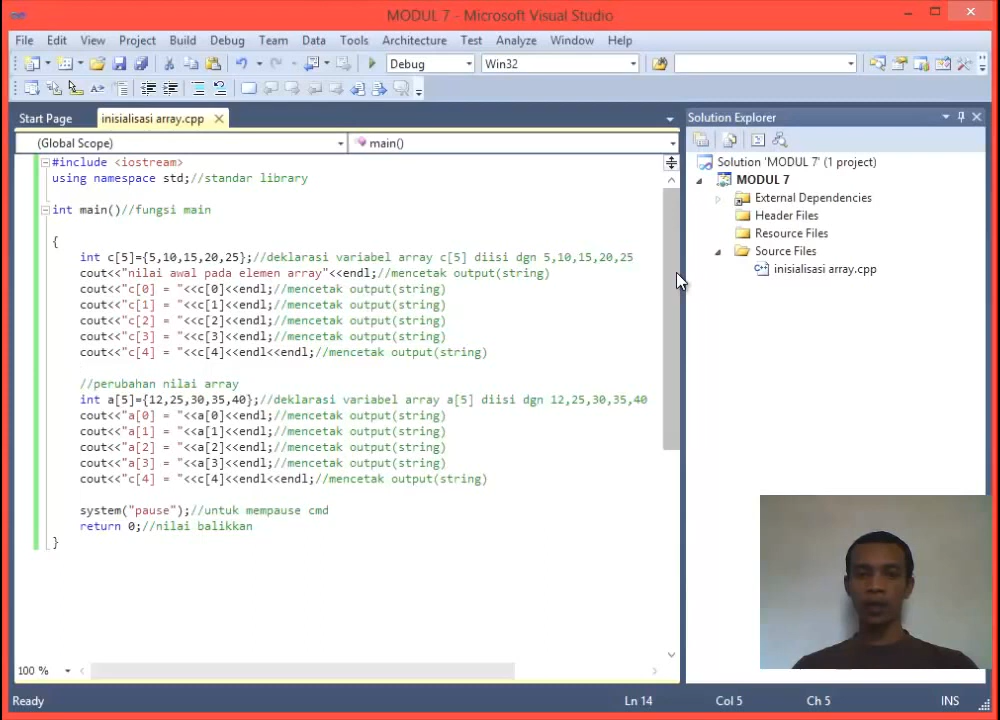 MODUL 7 - Microsoft Visual Studio
File Edit View Project Build Debug Team Data Tools Architecture Test Analyze Window Help
Debug Win32
Start Page inisialisasi array.cpp
Solution Explorer
(Global Scope) main()
#include <iostream>
using namespace std;//standar library
int main()//fungsi main
{
int c[5]={5,10,15,20,25};//deklarasi variabel array c[5] diisi dgn 5,10,15,20,25
cout<<"nilai awal pada elemen array"<<endl;//mencetak output(string)
cout<<"c[0] = "<<c[0]<<endl;//mencetak output(string)
cout<<"c[1] = "<<c[1]<<endl;//mencetak output(string)
cout<<"c[2] = "<<c[2]<<endl;//mencetak output(string)
cout<<"c[3] = "<<c[3]<<endl;//mencetak output(string)
cout<<"c[4] = "<<c[4]<<endl<<endl;//mencetak output(string)
//perubahan nilai array
int a[5]={12,25,30,35,40};//deklarasi variabel array a[5] diisi dgn 12,25,30,35,40
cout<<"a[0] = "<<a[0]<<endl;//mencetak output(string)
cout<<"a[1] = "<<a[1]<<endl;//mencetak output(string)
cout<<"a[2] = "<<a[2]<<endl;//mencetak output(string)
cout<<"a[3] = "<<a[3]<<endl;//mencetak output(string)
cout<<"c[4] = "<<c[4]<<endl<<endl;//mencetak output(string)
system("pause");//untuk mempause cmd
return 0;//nilai balikkan
}
Solution 'MODUL 7' (1 project)
MODUL 7
External Dependencies
Header Files
Resource Files
Source Files
inisialisasi array.cpp
100 %
Ready Ln 14 Col 5 Ch 5 INS